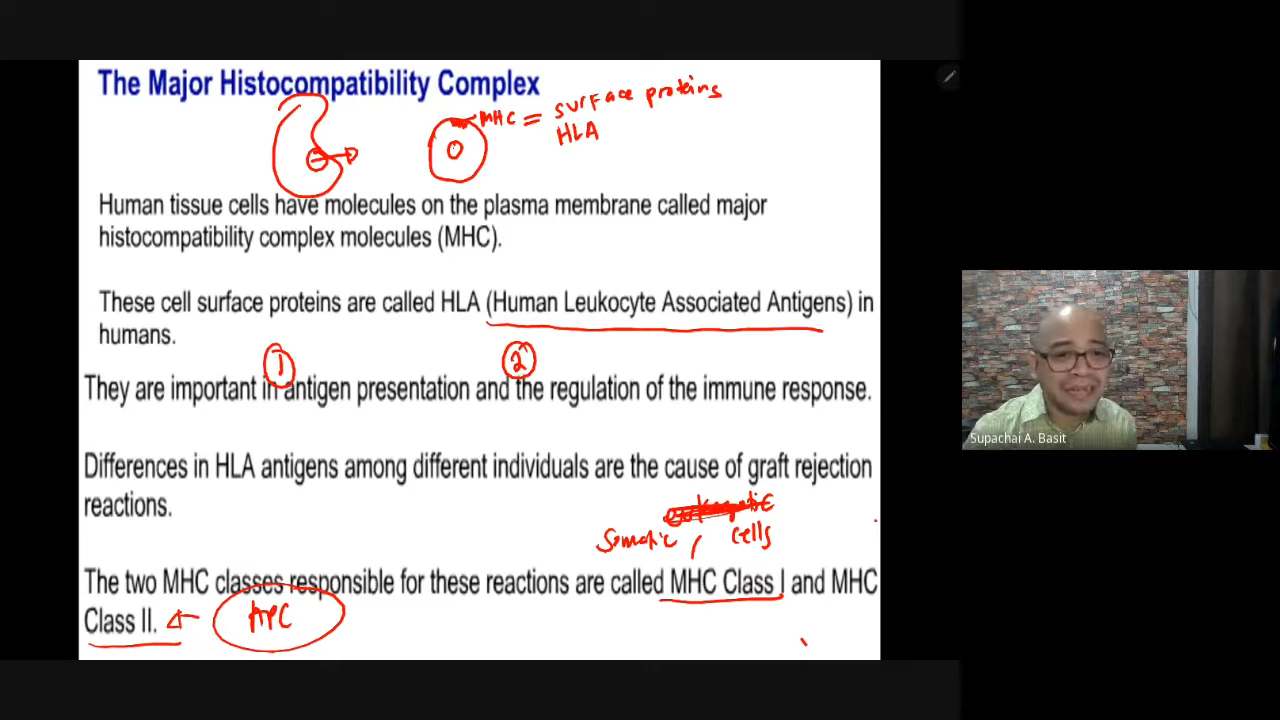 The Major Histocompatibility Complex
MHC = surface proteins
HLA
Human tissue cells have molecules on the plasma membrane called major
histocompatibility complex molecules (MHC).
These cell surface proteins are called HLA (Human Leukocyte Associated Antigens) in
humans.
1 2
They are important in antigen presentation and the regulation of the immune response.
Differences in HLA antigens among different individuals are the cause of graft rejection
reactions.
Somatic cells
The two MHC classes responsible for these reactions are called MHC Class I and MHC
Class II. APC
Supachai A. Basit